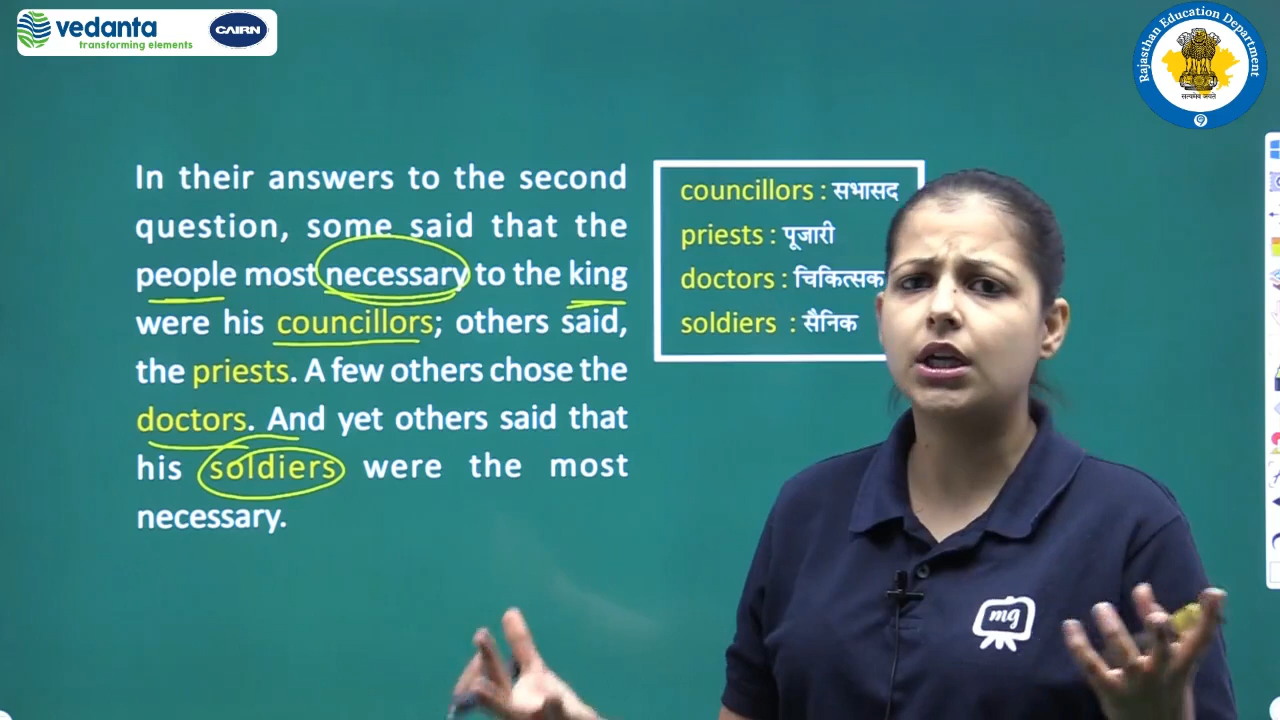 vedanta
transforming elements
CAIRN
Rajasthan Education Department
सत्यमेव जयते
In their answers to the second
question, some said that the
people most necessary to the king
were his councillors; others said,
the priests. A few others chose the
doctors. And yet others said that
his soldiers were the most
necessary.
councillors : सभासद
priests : पूजारी
doctors : चिकित्सक
soldiers : सैनिक
mg